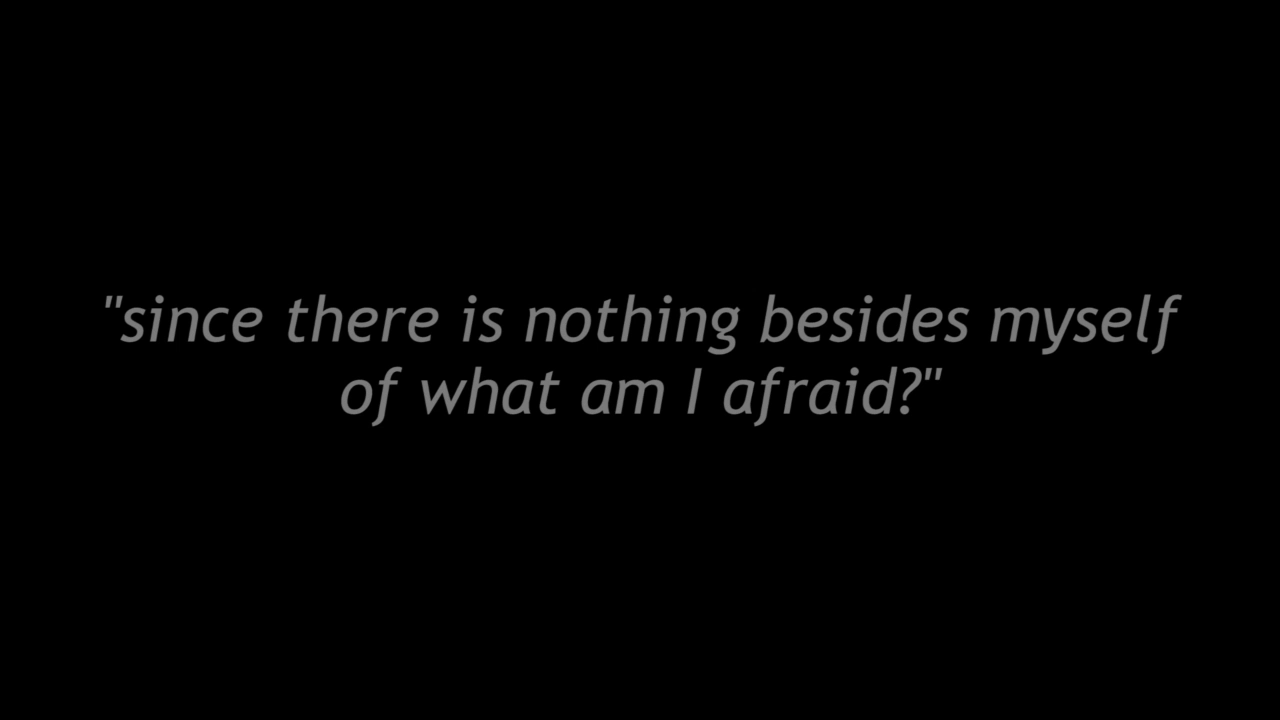 "since there is nothing besides myself
of what am I afraid?"